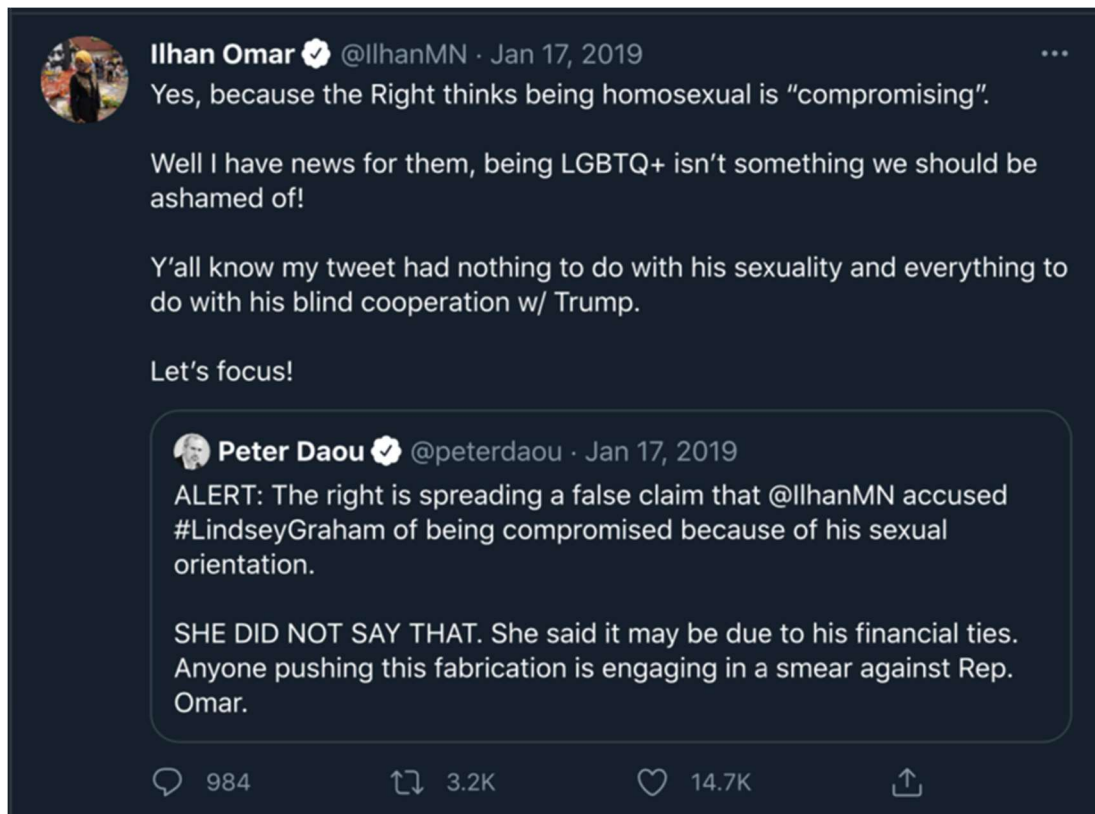 Ilhan Omar @IlhanMN · Jan 17, 2019
Yes, because the Right thinks being homosexual is “compromising”.
Well I have news for them, being LGBTQ+ isn’t something we should be
ashamed of!
Y’all know my tweet had nothing to do with his sexuality and everything to
do with his blind cooperation w/ Trump.
Let’s focus!
Peter Daou @peterdaou · Jan 17, 2019
ALERT: The right is spreading a false claim that @IlhanMN accused
#LindseyGraham of being compromised because of his sexual
orientation.
SHE DID NOT SAY THAT. She said it may be due to his financial ties.
Anyone pushing this fabrication is engaging in a smear against Rep.
Omar.
984 3.2K 14.7K